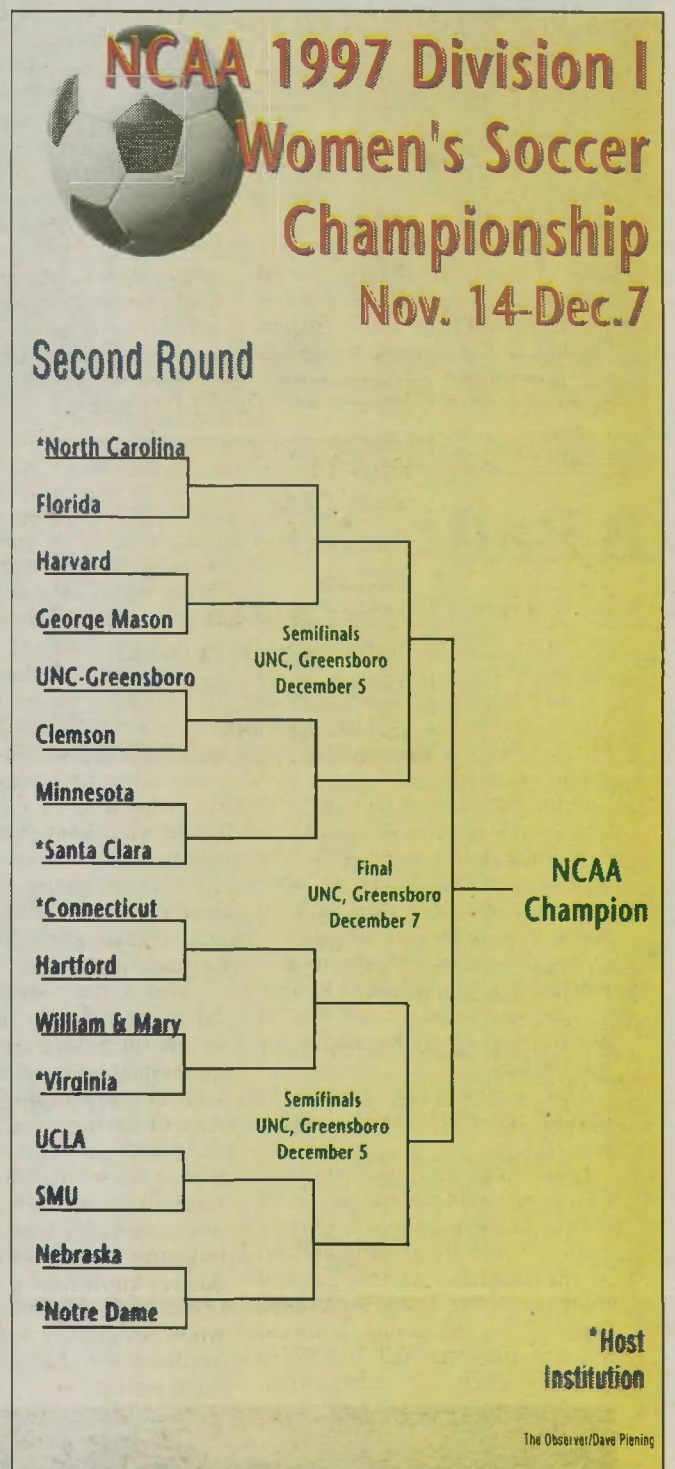 NCAA 1997 Division I
Women's Soccer
Championship
Nov. 14-Dec.7
Second Round
*North Carolina
Florida
Harvard
George Mason
Semifinals
UNC, Greensboro
December 5
UNC-Greensboro
Clemson
Minnesota
*Santa Clara
Final
UNC, Greensboro
December 7
NCAA
Champion
*Connecticut
Hartford
William & Mary
*Virginia
Semifinals
UNC, Greensboro
December 5
UCLA
SMU
Nebraska
*Notre Dame
*Host
Institution
The Observer/Dave Piening